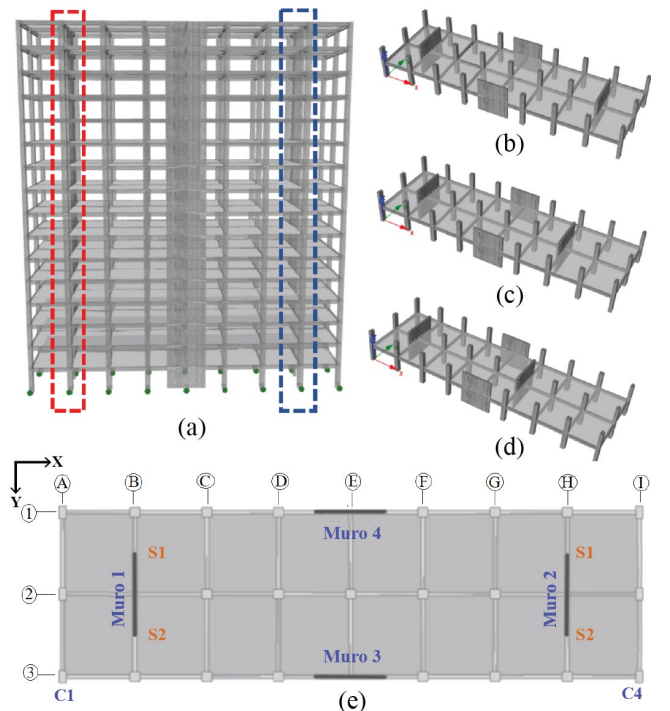 (a)
x
(b)
x
(c)
x
(d)
X
Y
A B C D E F G H I
1
2
3
Muro 4
Muro 1
S1
S2
Muro 2
S1
S2
Muro 3
C1
C4
(e)